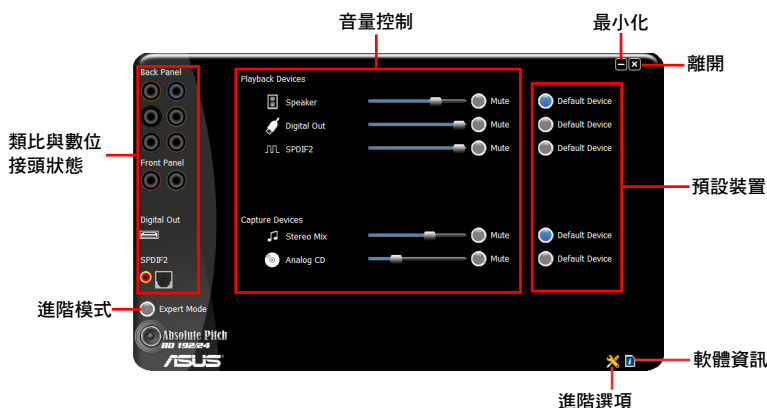 音量控制
最小化
離開
Back Panel
Playback Devices
Speaker
Mute
Default Device
Digital Out
Mute
Default Device
SPDIF2
Mute
Default Device
類比與數位
接頭狀態
Front Panel
預設裝置
Digital Out
Capture Devices
Stereo Mix
Mute
Default Device
SPDIF2
Analog CD
Mute
Default Device
進階模式
Expert Mode
Absolute Pitch
BD 192/24
ASUS
軟體資訊
進階選項